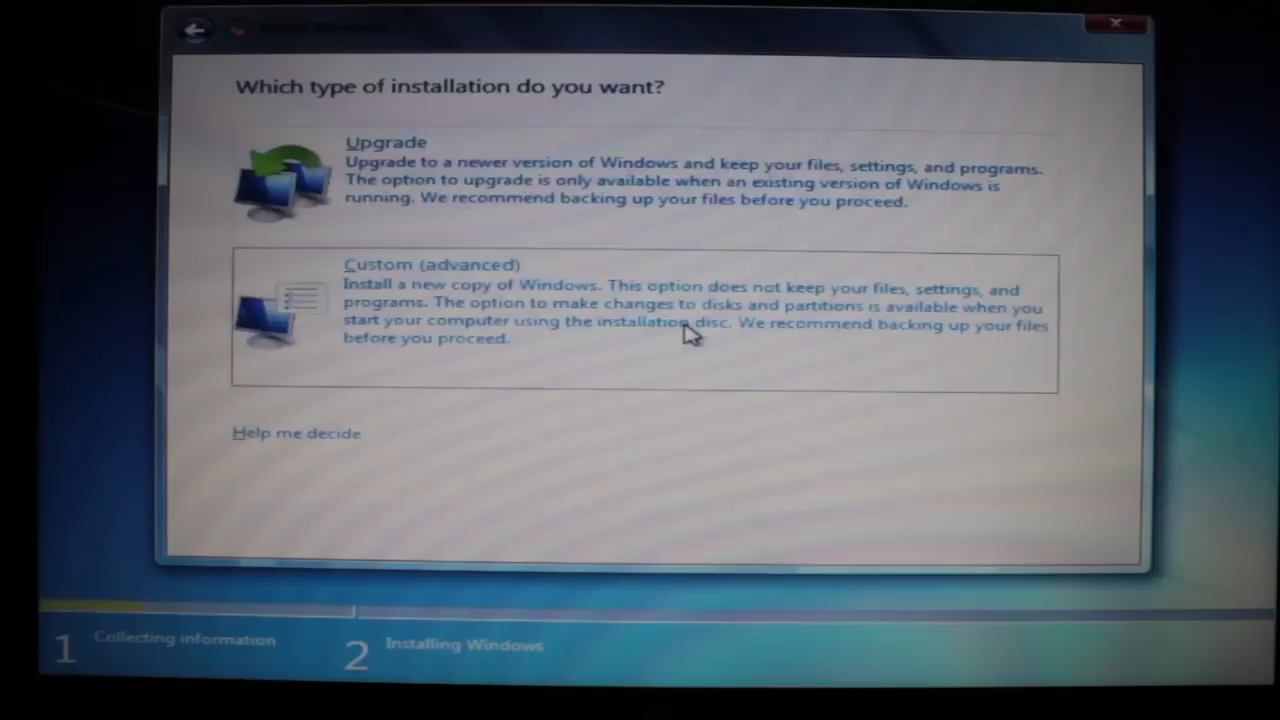 Which type of installation do you want?
Upgrade
Upgrade to a newer version of Windows and keep your files, settings, and programs.
The option to upgrade is only available when an existing version of Windows is
running. We recommend backing up your files before you proceed.
Custom (advanced)
Install a new copy of Windows. This option does not keep your files, settings, and
programs. The option to make changes to disks and partitions is available when you
start your computer using the installation disc. We recommend backing up your files
before you proceed.
Help me decide
1 Collecting information
2 Installing Windows